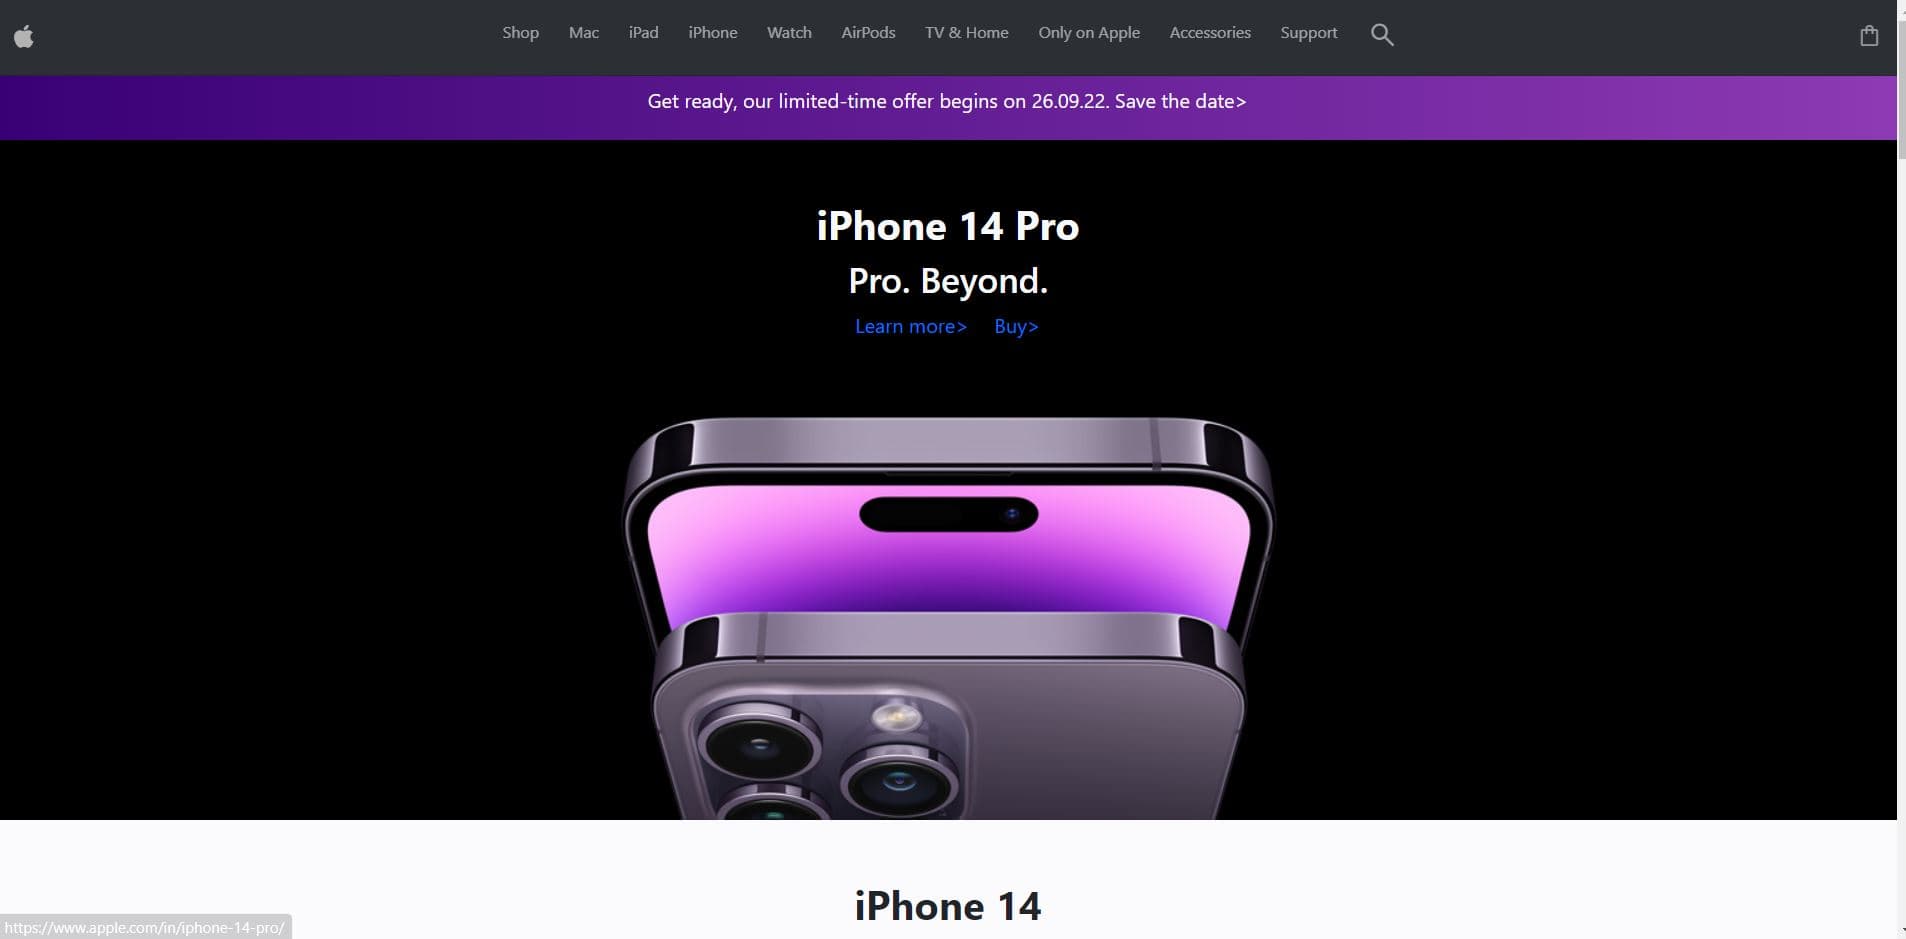 Shop Mac iPad iPhone Watch AirPods TV & Home Only on Apple Accessories Support
Get ready, our limited-time offer begins on 26.09.22. Save the date>
iPhone 14 Pro
Pro. Beyond.
Learn more> Buy>
iPhone 14
https://www.apple.com/in/iphone-14-pro/